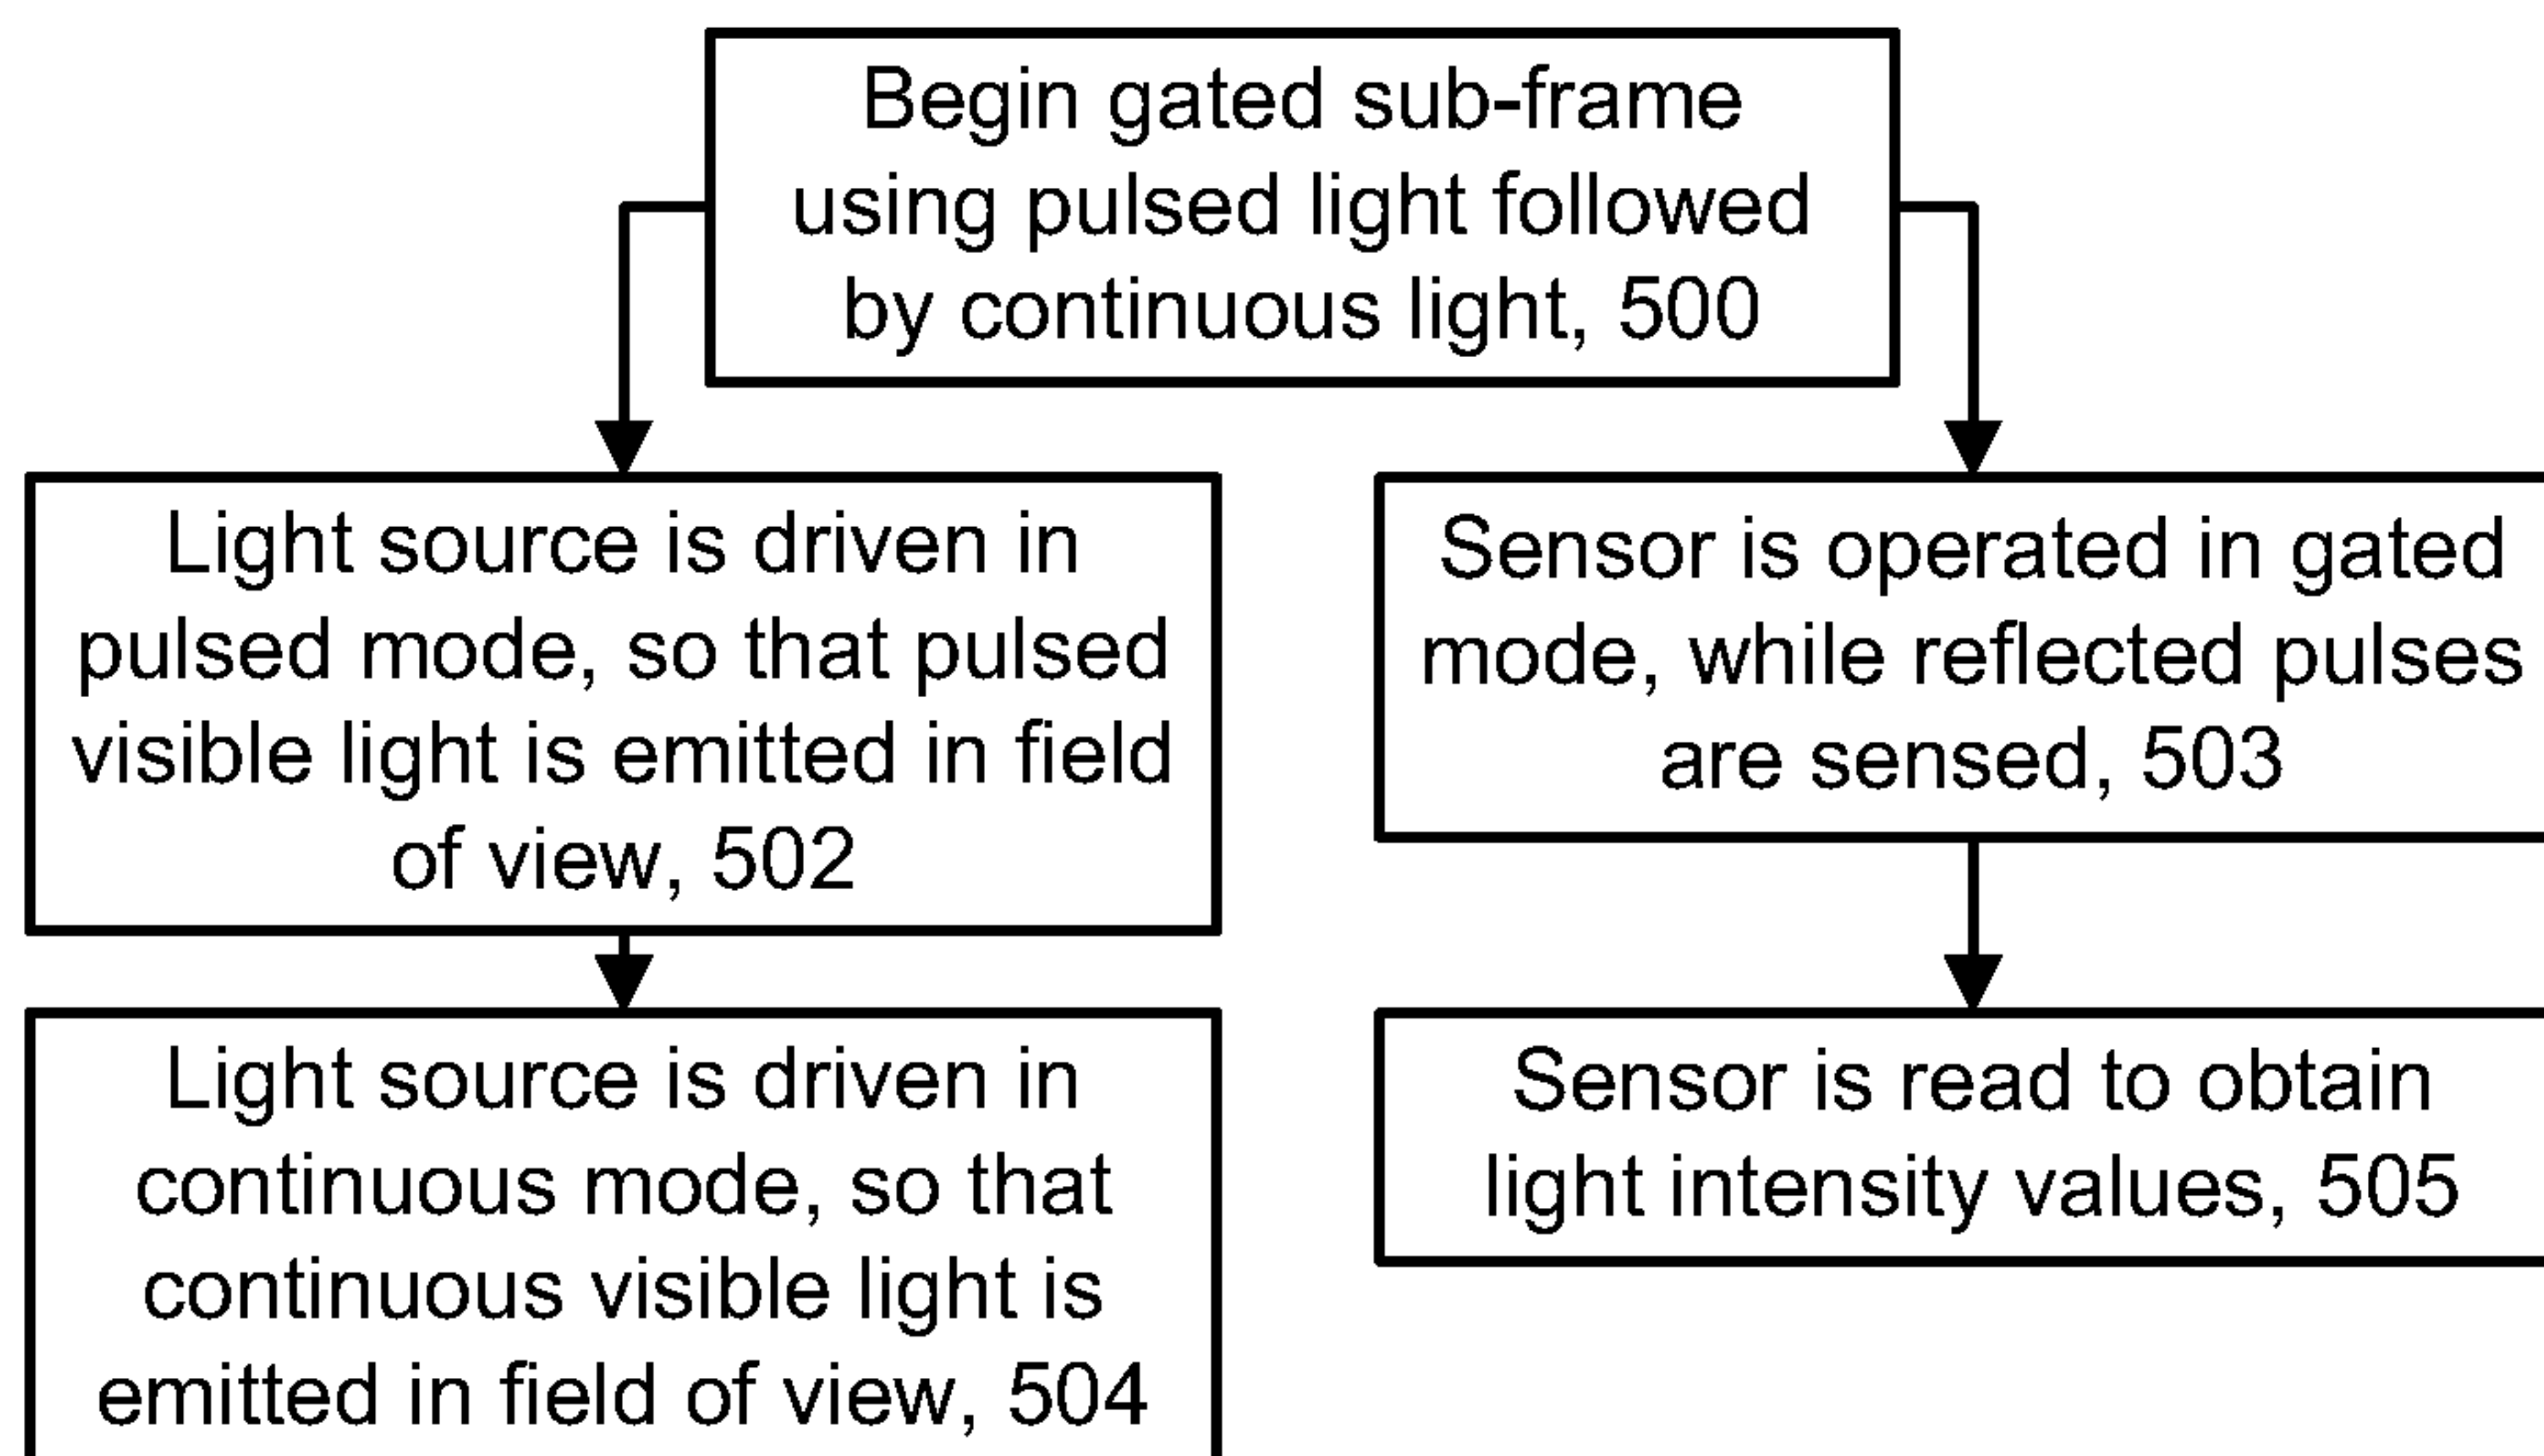 Begin gated sub-frame
using pulsed light followed
by continuous light, 500
Light source is driven in
pulsed mode, so that pulsed
visible light is emitted in field
of view, 502
Sensor is operated in gated
mode, while reflected pulses
are sensed, 503
Light source is driven in
continuous mode, so that
continuous visible light is
emitted in field of view, 504
Sensor is read to obtain
light intensity values, 505